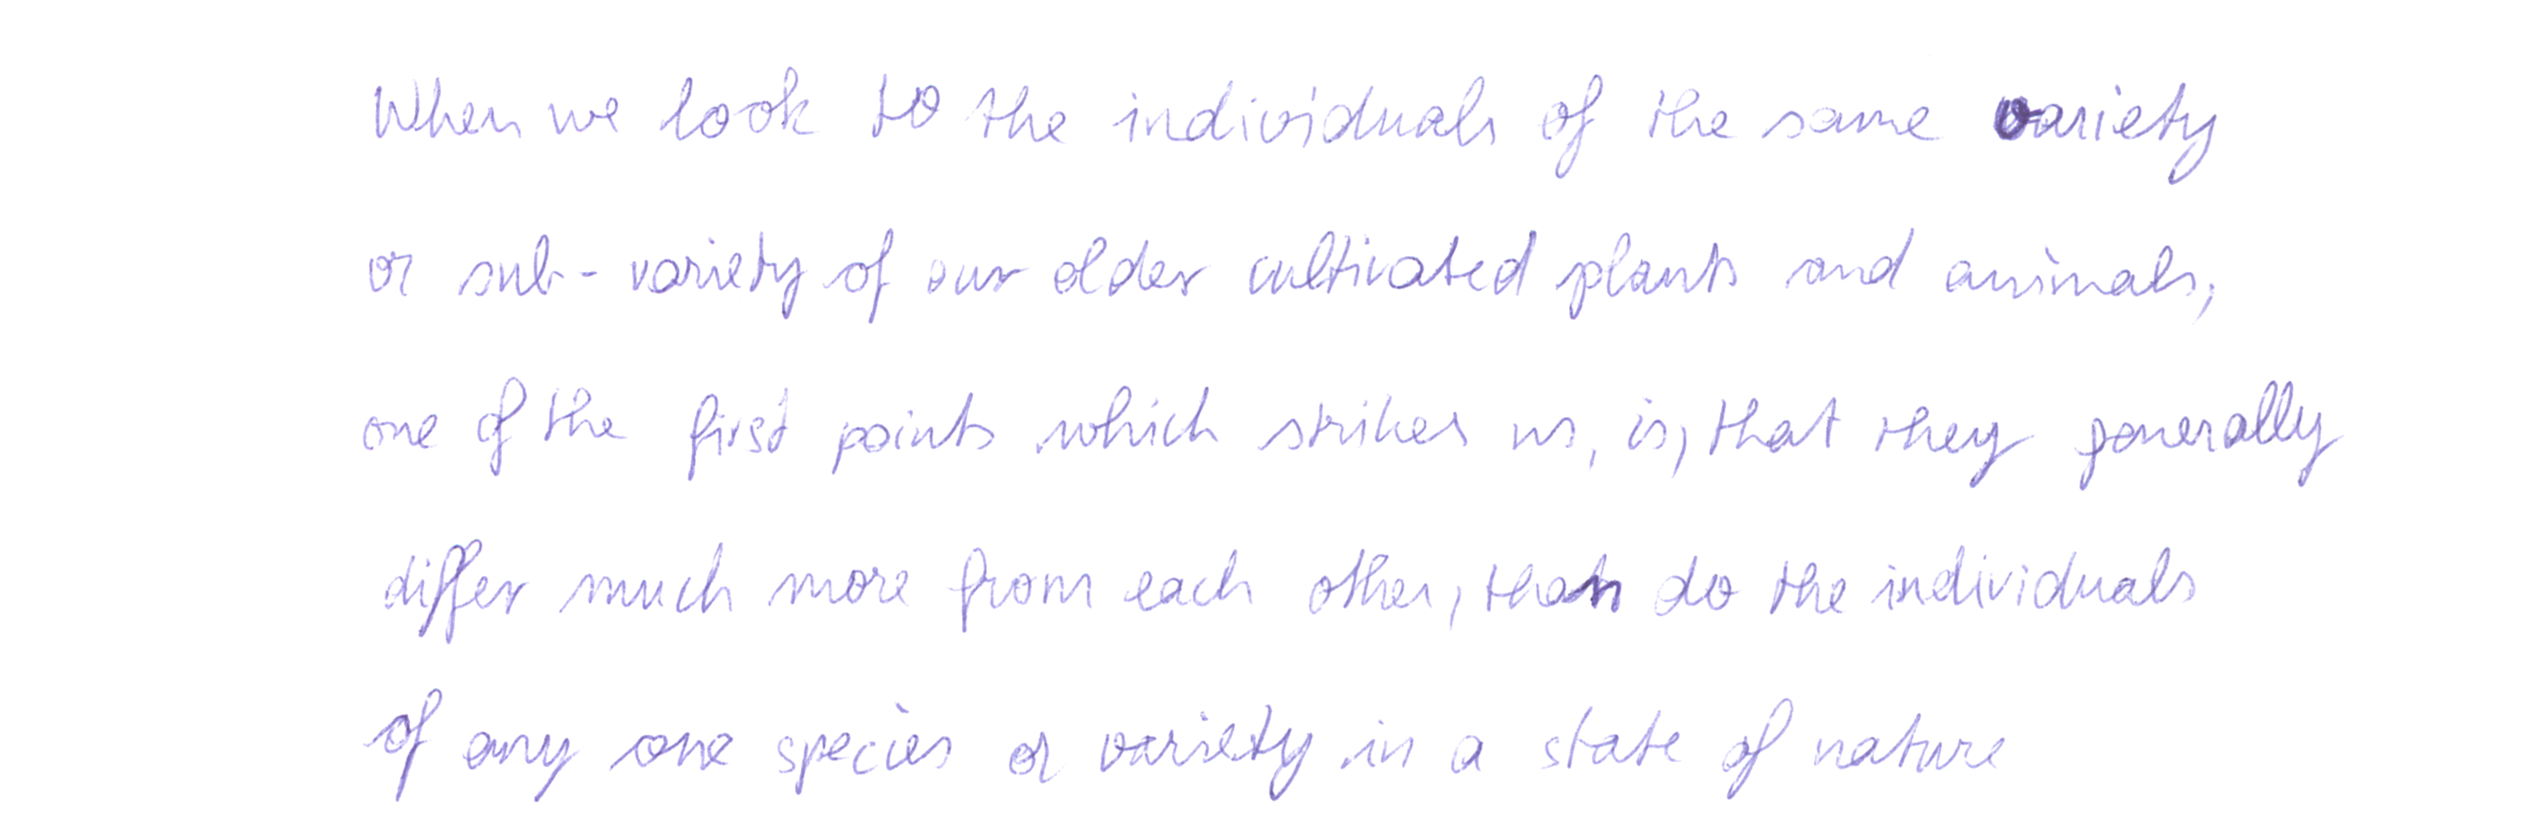 When we look to the individuals of the same variety
or sub-variety of our older cultivated plants and animals,
one of the first points which strikes us, is, that they generally
differ much more from each other, than do the individuals
of any one species or variety in a state of nature